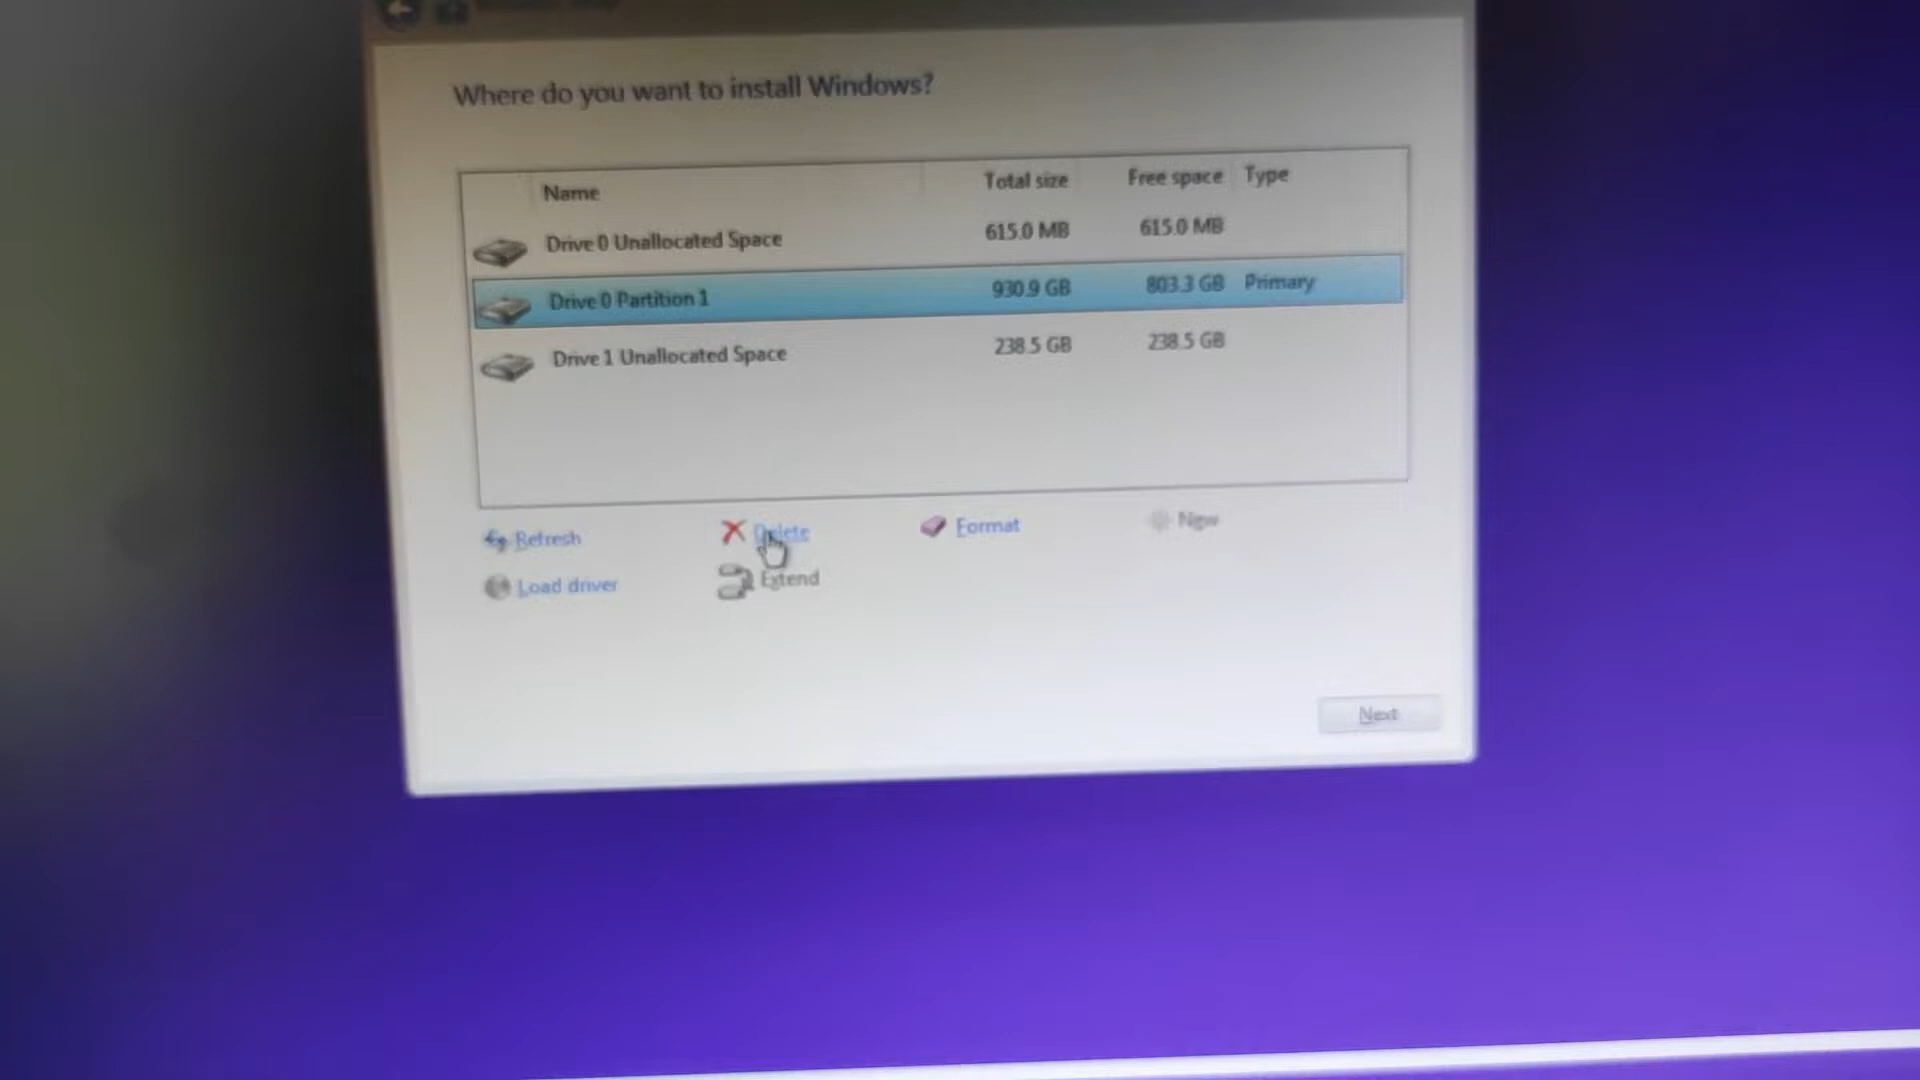 Where do you want to install Windows?
Name Total size Free space Type
Drive 0 Unallocated Space 615.0 MB 615.0 MB
Drive 0 Partition 1 930.9 GB 803.3 GB Primary
Drive 1 Unallocated Space 238.5 GB 238.5 GB
Refresh Delete Format New
Load driver Extend
Next